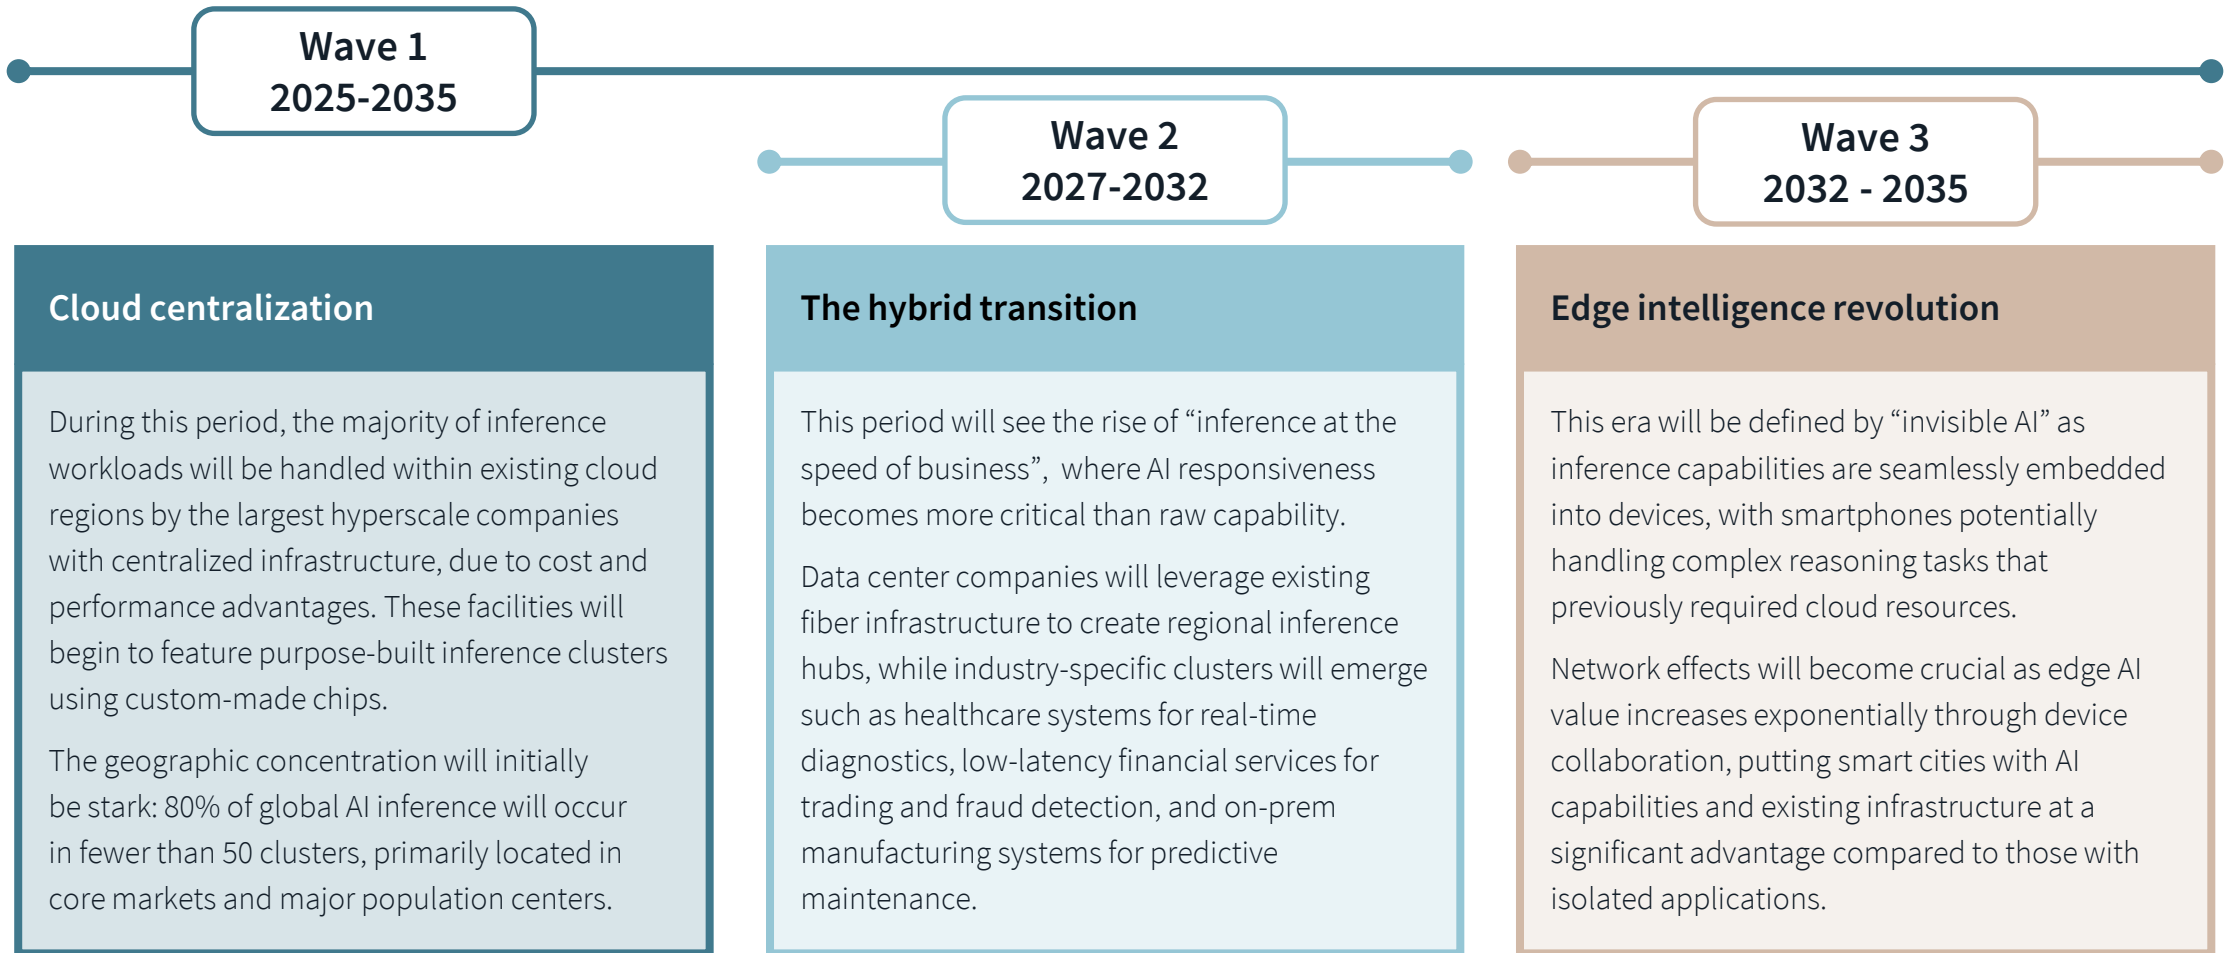 Wave 1
2025-2035
Wave 2
2027-2032
Wave 3
2032 - 2035
Cloud centralization
During this period, the majority of inference
workloads will be handled within existing cloud
regions by the largest hyperscale companies
with centralized infrastructure, due to cost and
performance advantages. These facilities will
begin to feature purpose-built inference clusters
using custom-made chips.
The geographic concentration will initially
be stark: 80% of global AI inference will occur
in fewer than 50 clusters, primarily located in
core markets and major population centers.
The hybrid transition
This period will see the rise of “inference at the
speed of business”,  where AI responsiveness
becomes more critical than raw capability.
Data center companies will leverage existing
fiber infrastructure to create regional inference
hubs, while industry-specific clusters will emerge
such as healthcare systems for real-time
diagnostics, low-latency financial services for
trading and fraud detection, and on-prem
manufacturing systems for predictive
maintenance.
Edge intelligence revolution
This era will be defined by “invisible AI” as
inference capabilities are seamlessly embedded
into devices, with smartphones potentially
handling complex reasoning tasks that
previously required cloud resources.
Network effects will become crucial as edge AI
value increases exponentially through device
collaboration, putting smart cities with AI
capabilities and existing infrastructure at a
significant advantage compared to those with
isolated applications.